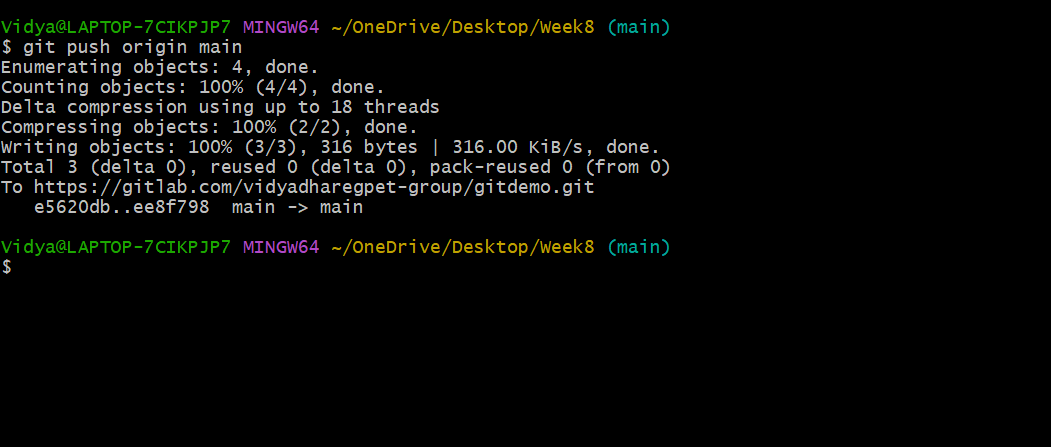 Vidya@LAPTOP-7CIKPJP7 MINGW64 ~/OneDrive/Desktop/Week8 (main)
$ git push origin main
Enumerating objects: 4, done.
Counting objects: 100% (4/4), done.
Delta compression using up to 18 threads
Compressing objects: 100% (2/2), done.
Writing objects: 100% (3/3), 316 bytes | 316.00 KiB/s, done.
Total 3 (delta 0), reused 0 (delta 0), pack-reused 0 (from 0)
To https://gitlab.com/vidyadharegpet-group/gitdemo.git
   e5620db..ee8f798  main -> main
Vidya@LAPTOP-7CIKPJP7 MINGW64 ~/OneDrive/Desktop/Week8 (main)
$